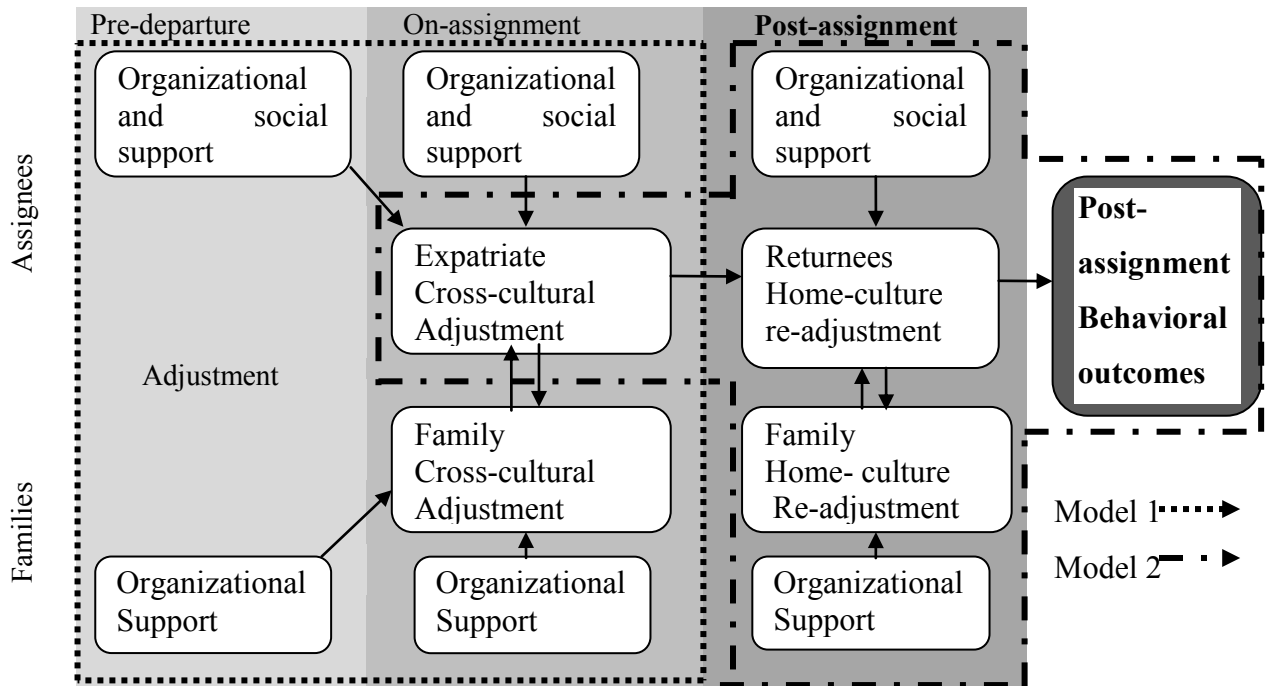 Pre-departure
On-assignment
Post-assignment
Assignees
Families
Organizational
and social
support
Organizational
and social
support
Organizational
and social
support
Expatriate
Cross-cultural
Adjustment
Returnees
Home-culture
re-adjustment
Post-
assignment
Behavioral
outcomes
Adjustment
Family
Cross-cultural
Adjustment
Family
Home- culture
Re-adjustment
Organizational
Support
Organizational
Support
Organizational
Support
Model 1
Model 2